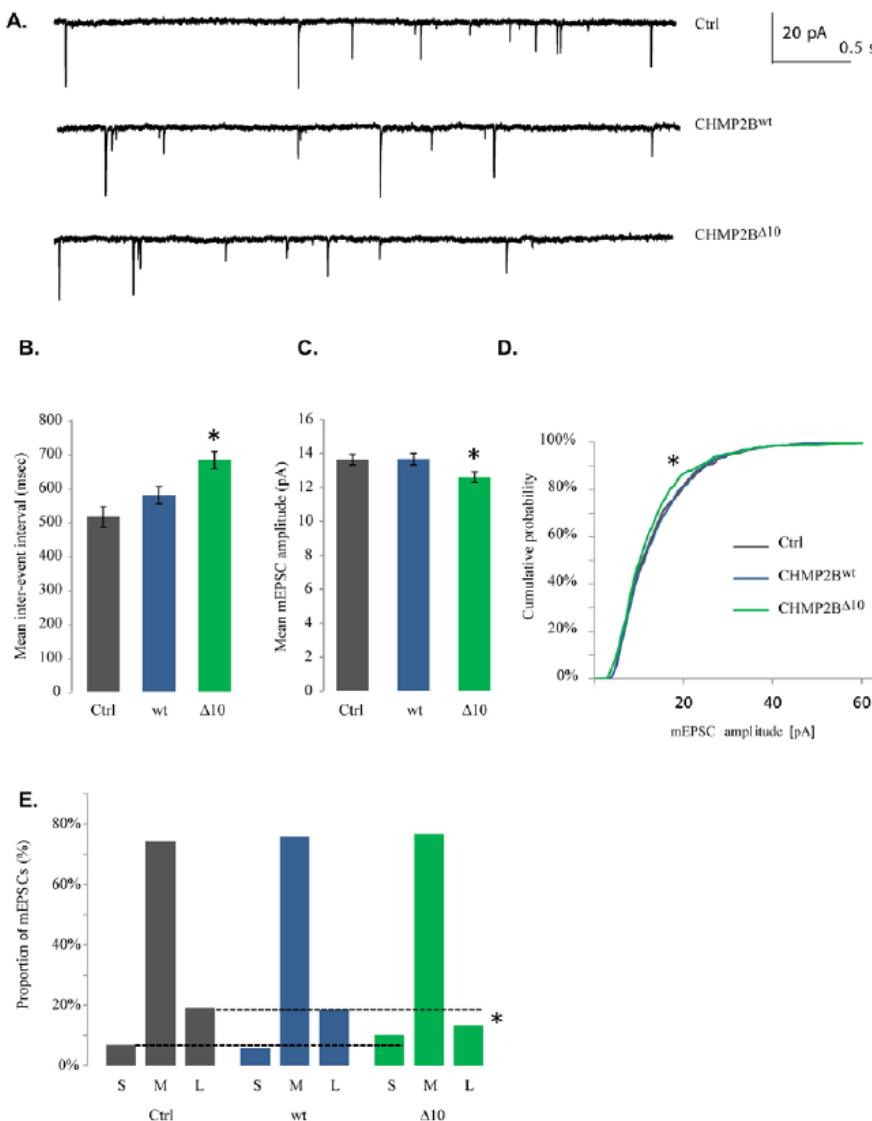 A.
Ctrl
20 pA
0.5 s
CHMP2Bwt
CHMP2BΔ10
B.
C.
D.
Mean inter-event interval (msec)
800
700
600
500
400
300
200
100
0
*
Ctrl wt Δ10
Mean mEPSC amplitude (pA)
16
14
12
10
8
6
4
2
0
*
Ctrl wt Δ10
Cumulative probability
100%
80%
60%
40%
20%
0%
*
Ctrl
CHMP2Bwt
CHMP2BΔ10
20 40 60
mEPSC amplitude [pA]
E.
Proportion of mEPSCs (%)
80%
60%
40%
20%
0%
*
S M L S M L S M L
Ctrl wt Δ10